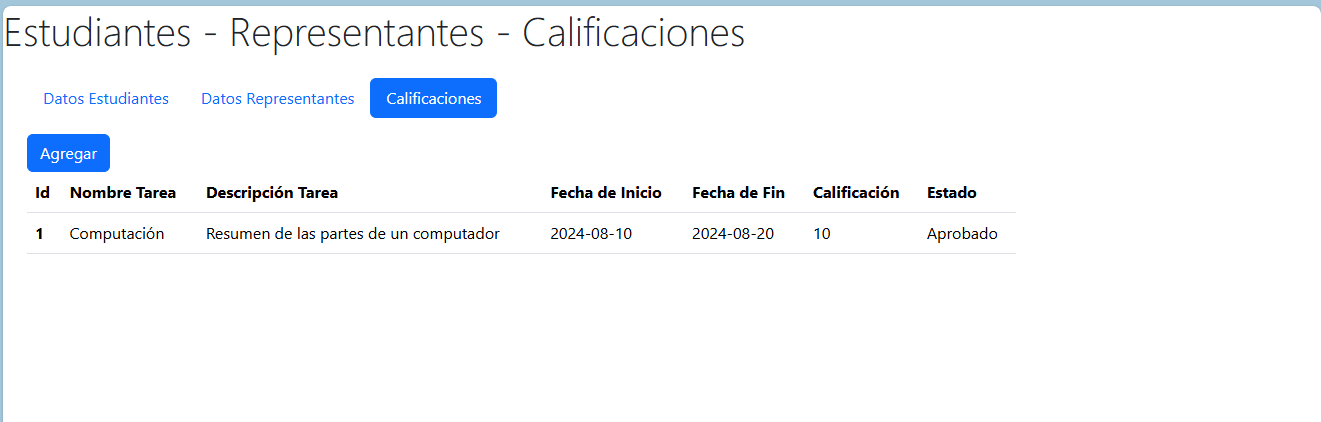 Estudiantes - Representantes - Calificaciones
Datos Estudiantes Datos Representantes Calificaciones
Agregar
Id Nombre Tarea Descripción Tarea Fecha de Inicio Fecha de Fin Calificación Estado
1 Computación Resumen de las partes de un computador 2024-08-10 2024-08-20 10 Aprobado